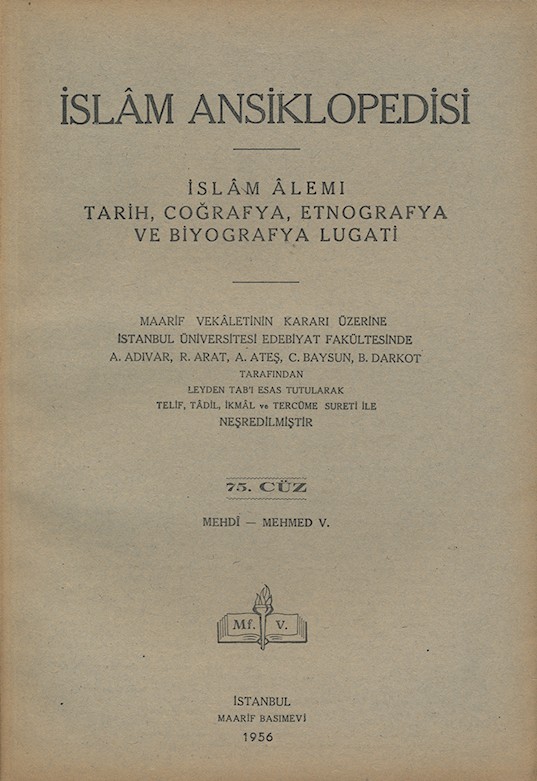 İSLÂM ANSİKLOPEDİSİ
İSLÂM ÂLEMI
TARİH, COĞRAFYA, ETNOGRAFYA
VE BİYOGRAFYA LUGATİ
MAARİF VEKÂLETİNİN KARARI ÜZERİNE
İSTANBUL ÜNİVERSİTESİ EDEBİYAT FAKÜLTESİNDE
A. ADIVAR, R. ARAT, A. ATEŞ, C. BAYSUN, B. DARKOT
TARAFINDAN
LEYDEN TAB'I ESAS TUTULARAK
TELİF, TÂDİL, İKMÂL ve TERCÜME SURETİ İLE
NEŞREDİLMİŞTİR
75. CÜZ
MEHDÎ — MEHMED V.
Mf. V.
İSTANBUL
MAARİF BASIMEVİ
1956